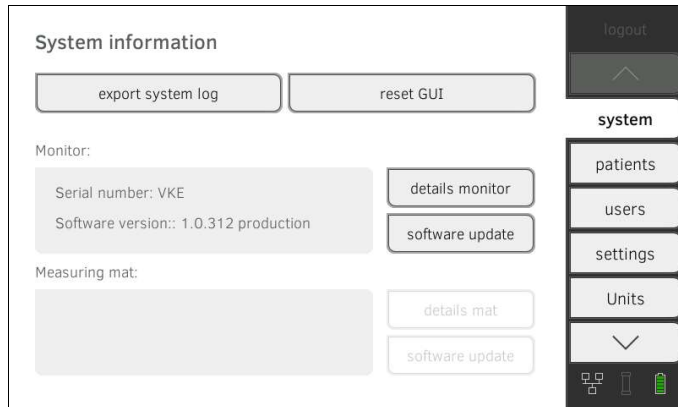 System information
export system log
reset GUI
Monitor:
Serial number: VKE
Software version:: 1.0.312 production
details monitor
software update
Measuring mat:
details mat
software update
logout
system
patients
users
settings
Units